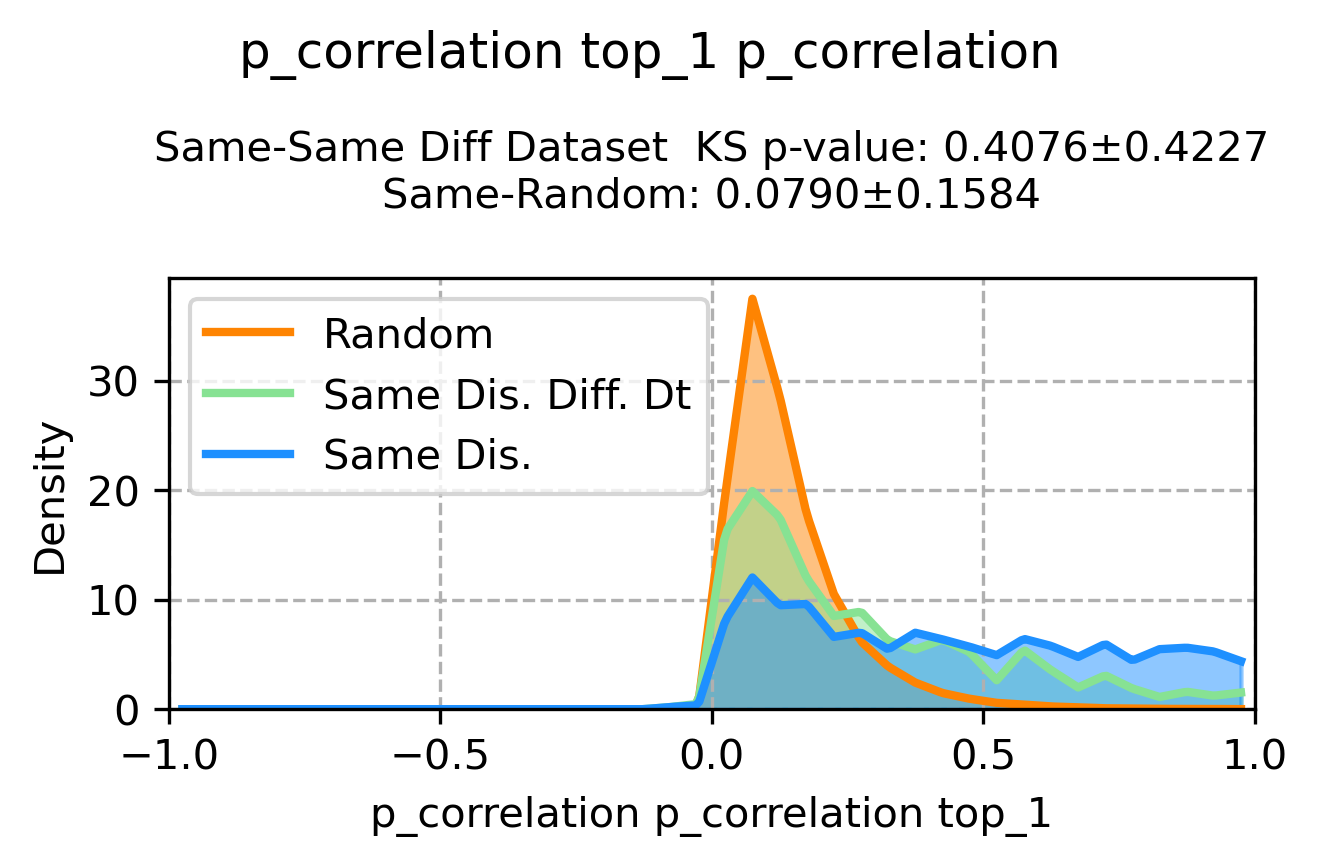 p_correlation top_1 p_correlation
Same-Same Diff Dataset  KS p-value: 0.4076±0.4227
Same-Random: 0.0790±0.1584
Random
Same Dis. Diff. Dt
Same Dis.
30
20
10
0
Density
−1.0
−0.5
0.0
0.5
1.0
p_correlation p_correlation top_1